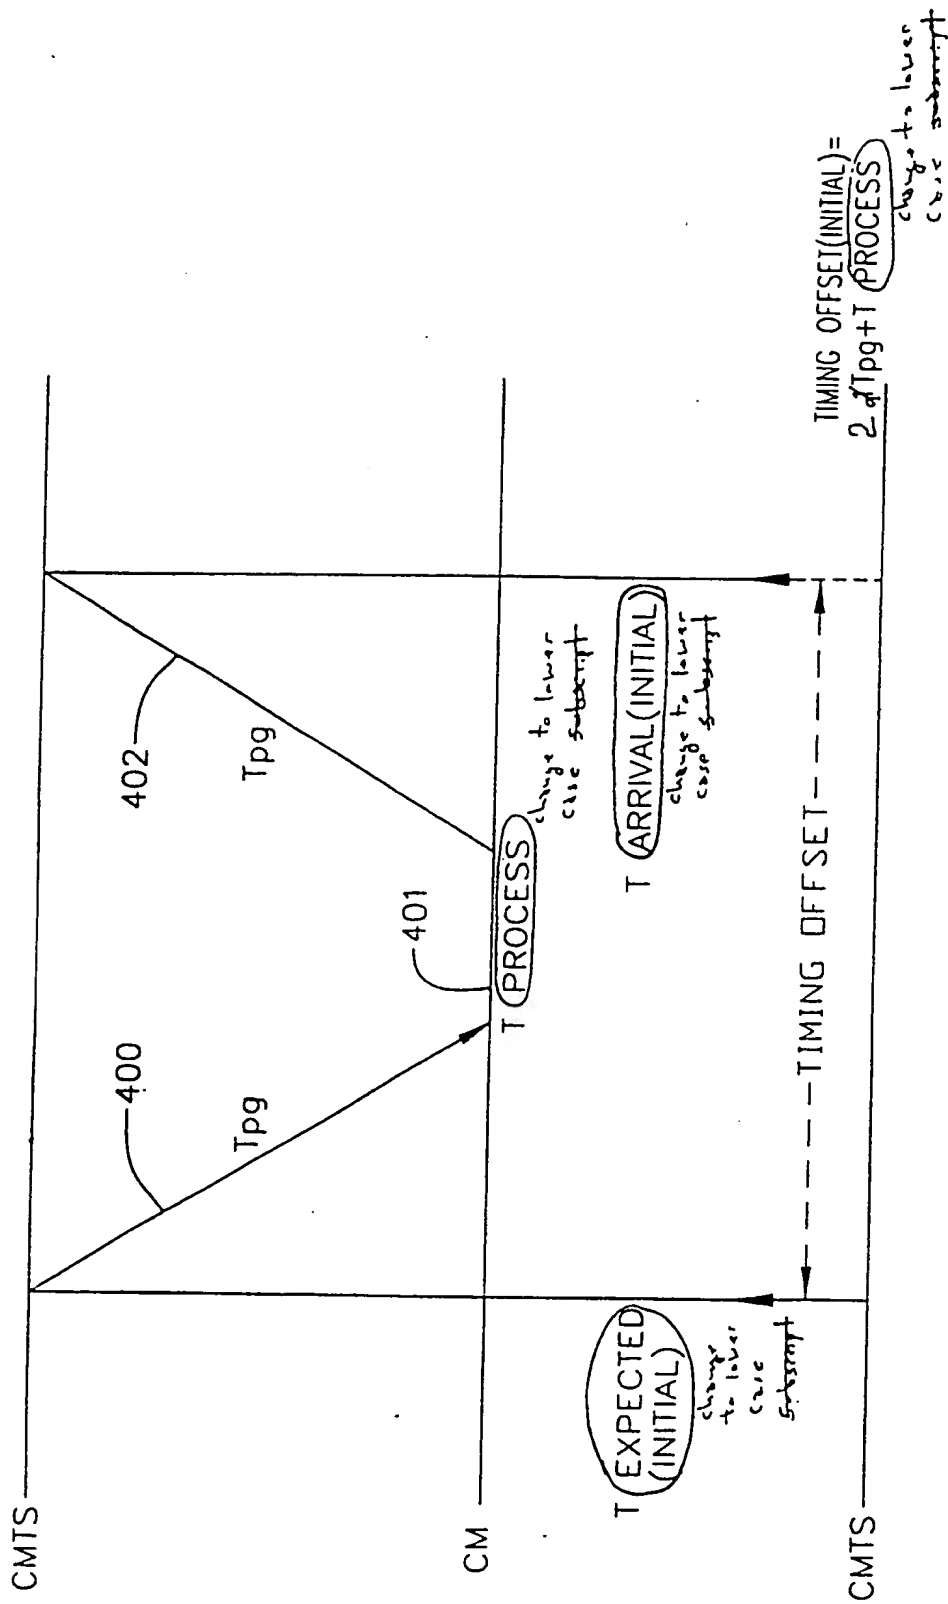 CMTS
400
Tpg
402
Tpg
401
CM
T PROCESS
change to lower
case subscript
T EXPECTED
(INITIAL)
change
to lower
case
subscript
T ARRIVAL(INITIAL)
change to lower
case subscript
TIMING OFFSET
CMTS
TIMING OFFSET(INITIAL)=
2 Tpg+T PROCESS
change to lower
case subscript